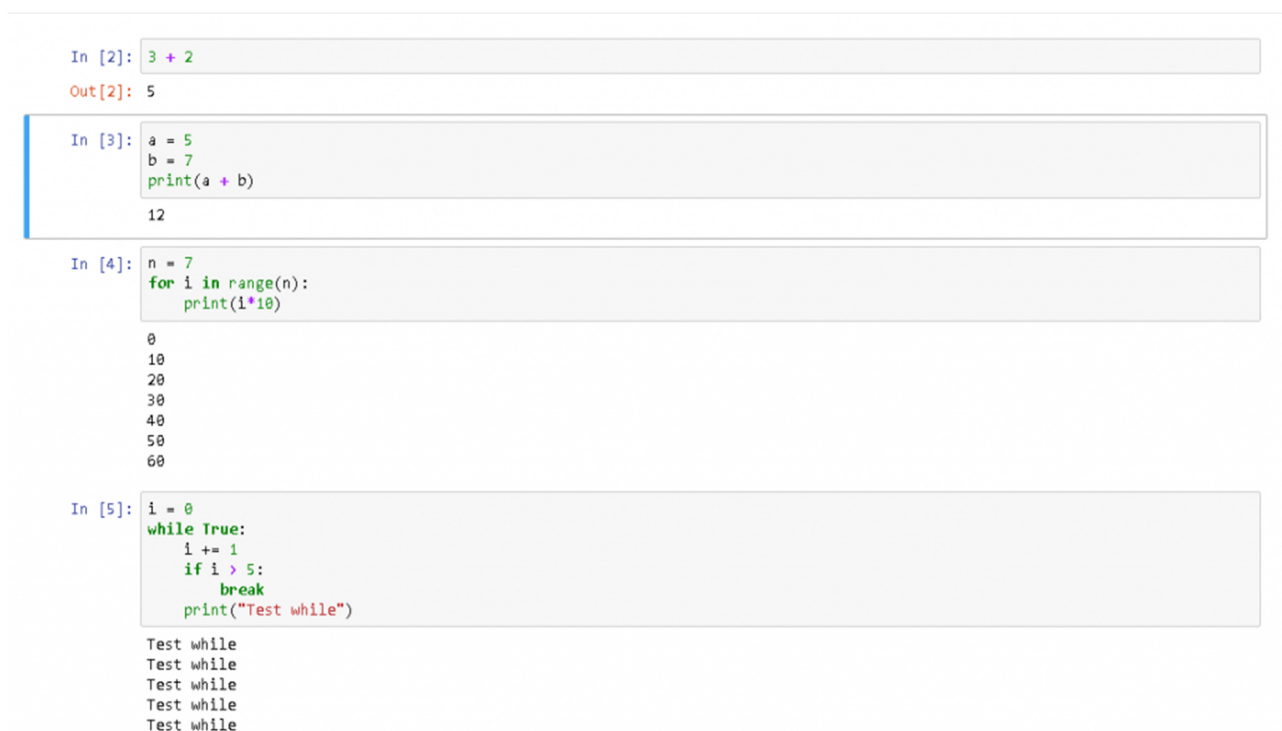 In [2]: 3 + 2
Out[2]: 5
In [3]: a = 5
b = 7
print(a + b)
12
In [4]: n = 7
for i in range(n):
    print(i*10)
0
10
20
30
40
50
60
In [5]: i = 0
while True:
    i += 1
    if i > 5:
        break
    print("Test while")
Test while
Test while
Test while
Test while
Test while